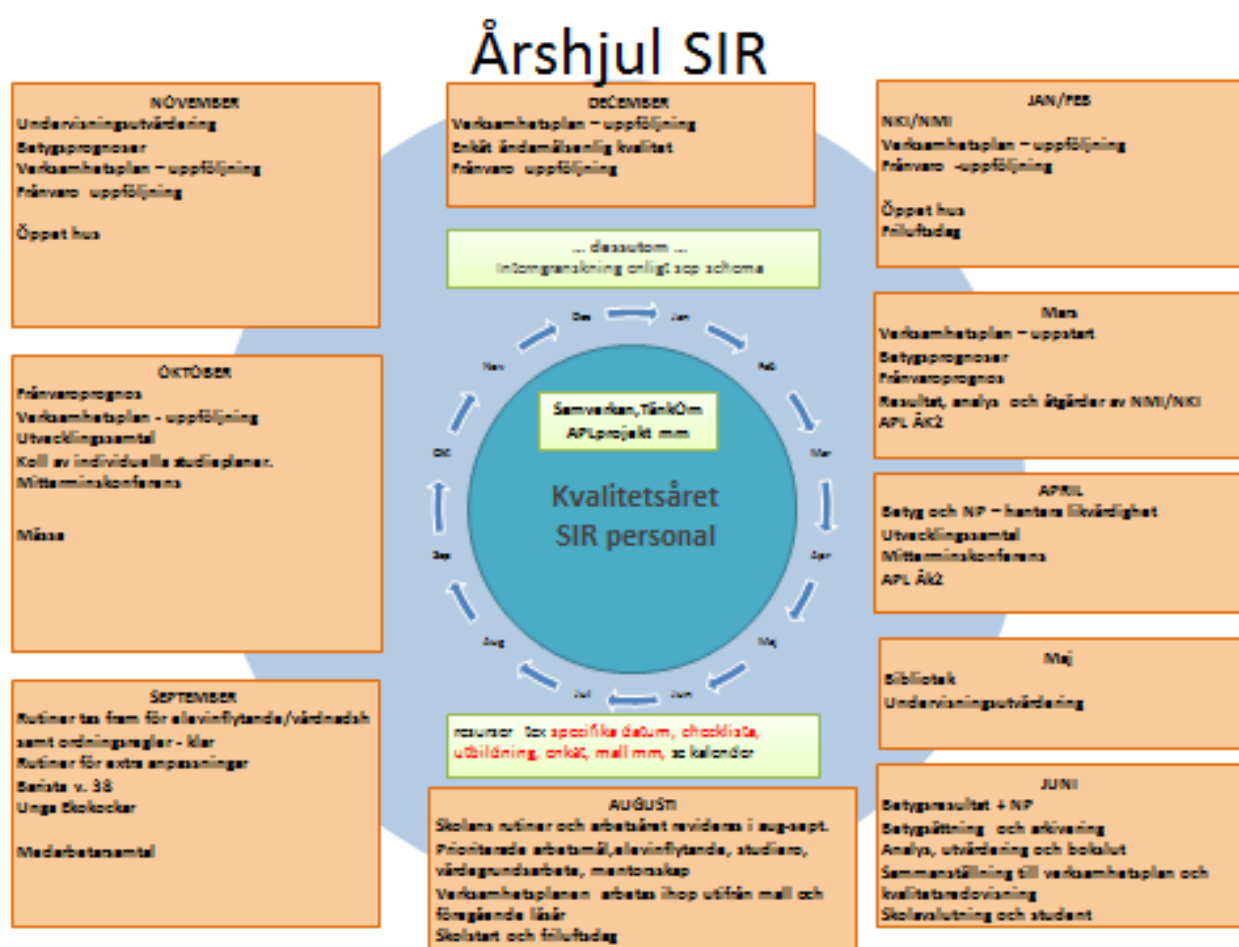 Årshjul SIR
NOVEMBER
Undervisningsutvärdering
Betygsprognoser
Verksamhetsplan – uppföljning
Frånvaro uppföljning
Öppet hus
DECEMBER
Verksamhetsplan – uppföljning
Enkät ändamålsenlig kvalitet
Frånvaro uppföljning
JAN/FEB
NKI/NMI
Verksamhetsplan – uppföljning
Frånvaro -uppföljning
Öppet hus
Friluftsdag
... dessutom ...
Interngranskning enligt sep schema
Mars
Verksamhetsplan – uppstart
Betygsprognoser
Frånvaroprognos
Resultat, analys och åtgärder av NMI/NKI
APL ÅK2
OKTOBER
Frånvaroprognos
Verksamhetsplan - uppföljning
Utvecklingssamtal
Koll av individuella studieplaner.
Mitterminskonferens
Mässa
Dec
Jan
Feb
Mar
Apr
Maj
Jun
Jul
Aug
Sep
Okt
Nov
Samverkan,TänkOm
APLprojekt mm
Kvalitetsåret
SIR personal
APRIL
Betyg och NP – hantera likvärdighet
Utvecklingssamtal
Mitterminskonferens
APL Åk2
Maj
Bibliotek
Undervisningsutvärdering
SEPTEMBER
Rutiner tas fram för elevinflytande/vårdnadsh
samt ordningsregler - klar
Rutiner för extra anpassningar
Barista v. 38
Unga Ekokockar
Medarbetarsamtal
resurser tex specifika datum, checklista,
utbildning, enkät, mall mm, se kalender
AUGUSTI
Skolans rutiner och arbetsåret revideras i aug-sept.
Prioriterade arbetsmål,elevinflytande, studiero,
värdegrundsarbete, mentorskap
Verksamhetsplanen arbetas ihop utifrån mall och
föregående läsår
Skolstart och friluftsdag
JUNI
Betygsresultat + NP
Betygsättning och arkivering
Analys, utvärdering och bokslut
Sammanställning till verksamhetsplan och
kvalitetsredovisning
Skolavslutning och student